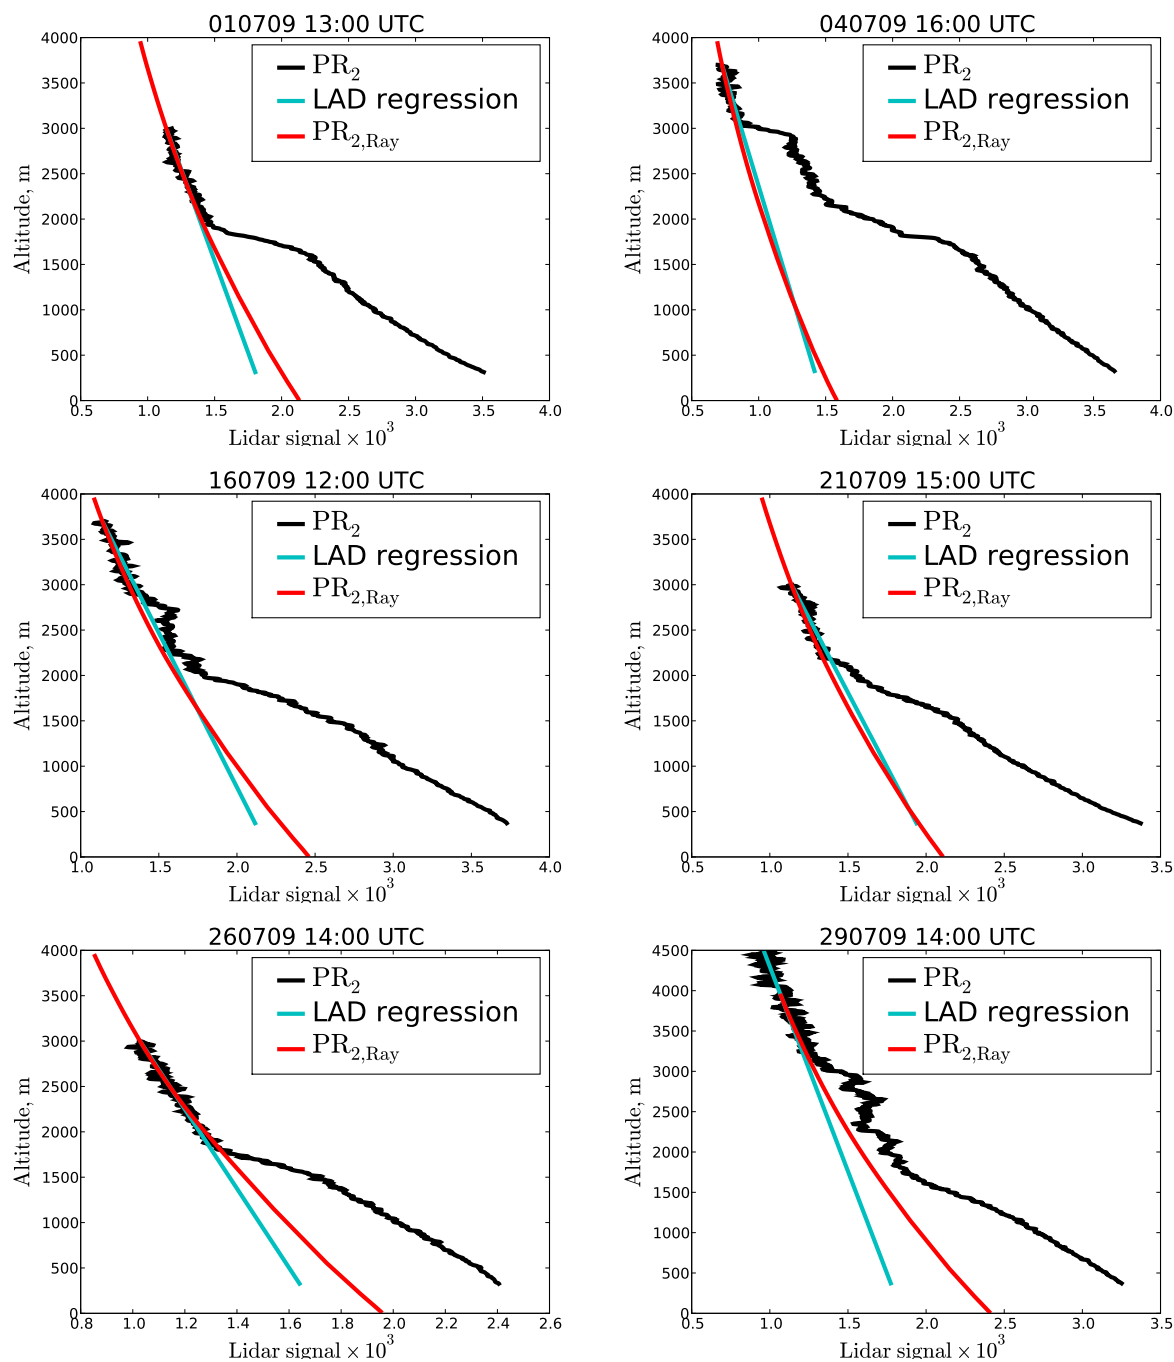 010709 13:00 UTC
4000
3500
3000
2500
2000
1500
1000
500
0
Altitude, m
PR₂
LAD regression
PR₂,Ray
0.5 1.0 1.5 2.0 2.5 3.0 3.5 4.0
Lidar signal × 10³
040709 16:00 UTC
4000
3500
3000
2500
2000
1500
1000
500
0
Altitude, m
PR₂
LAD regression
PR₂,Ray
0.5 1.0 1.5 2.0 2.5 3.0 3.5 4.0
Lidar signal × 10³
160709 12:00 UTC
4000
3500
3000
2500
2000
1500
1000
500
0
Altitude, m
PR₂
LAD regression
PR₂,Ray
1.0 1.5 2.0 2.5 3.0 3.5 4.0
Lidar signal × 10³
210709 15:00 UTC
4000
3500
3000
2500
2000
1500
1000
500
0
Altitude, m
PR₂
LAD regression
PR₂,Ray
0.5 1.0 1.5 2.0 2.5 3.0 3.5
Lidar signal × 10³
260709 14:00 UTC
4000
3500
3000
2500
2000
1500
1000
500
0
Altitude, m
PR₂
LAD regression
PR₂,Ray
0.8 1.0 1.2 1.4 1.6 1.8 2.0 2.2 2.4 2.6
Lidar signal × 10³
290709 14:00 UTC
4500
4000
3500
3000
2500
2000
1500
1000
500
0
Altitude, m
PR₂
LAD regression
PR₂,Ray
0.5 1.0 1.5 2.0 2.5 3.0 3.5
Lidar signal × 10³